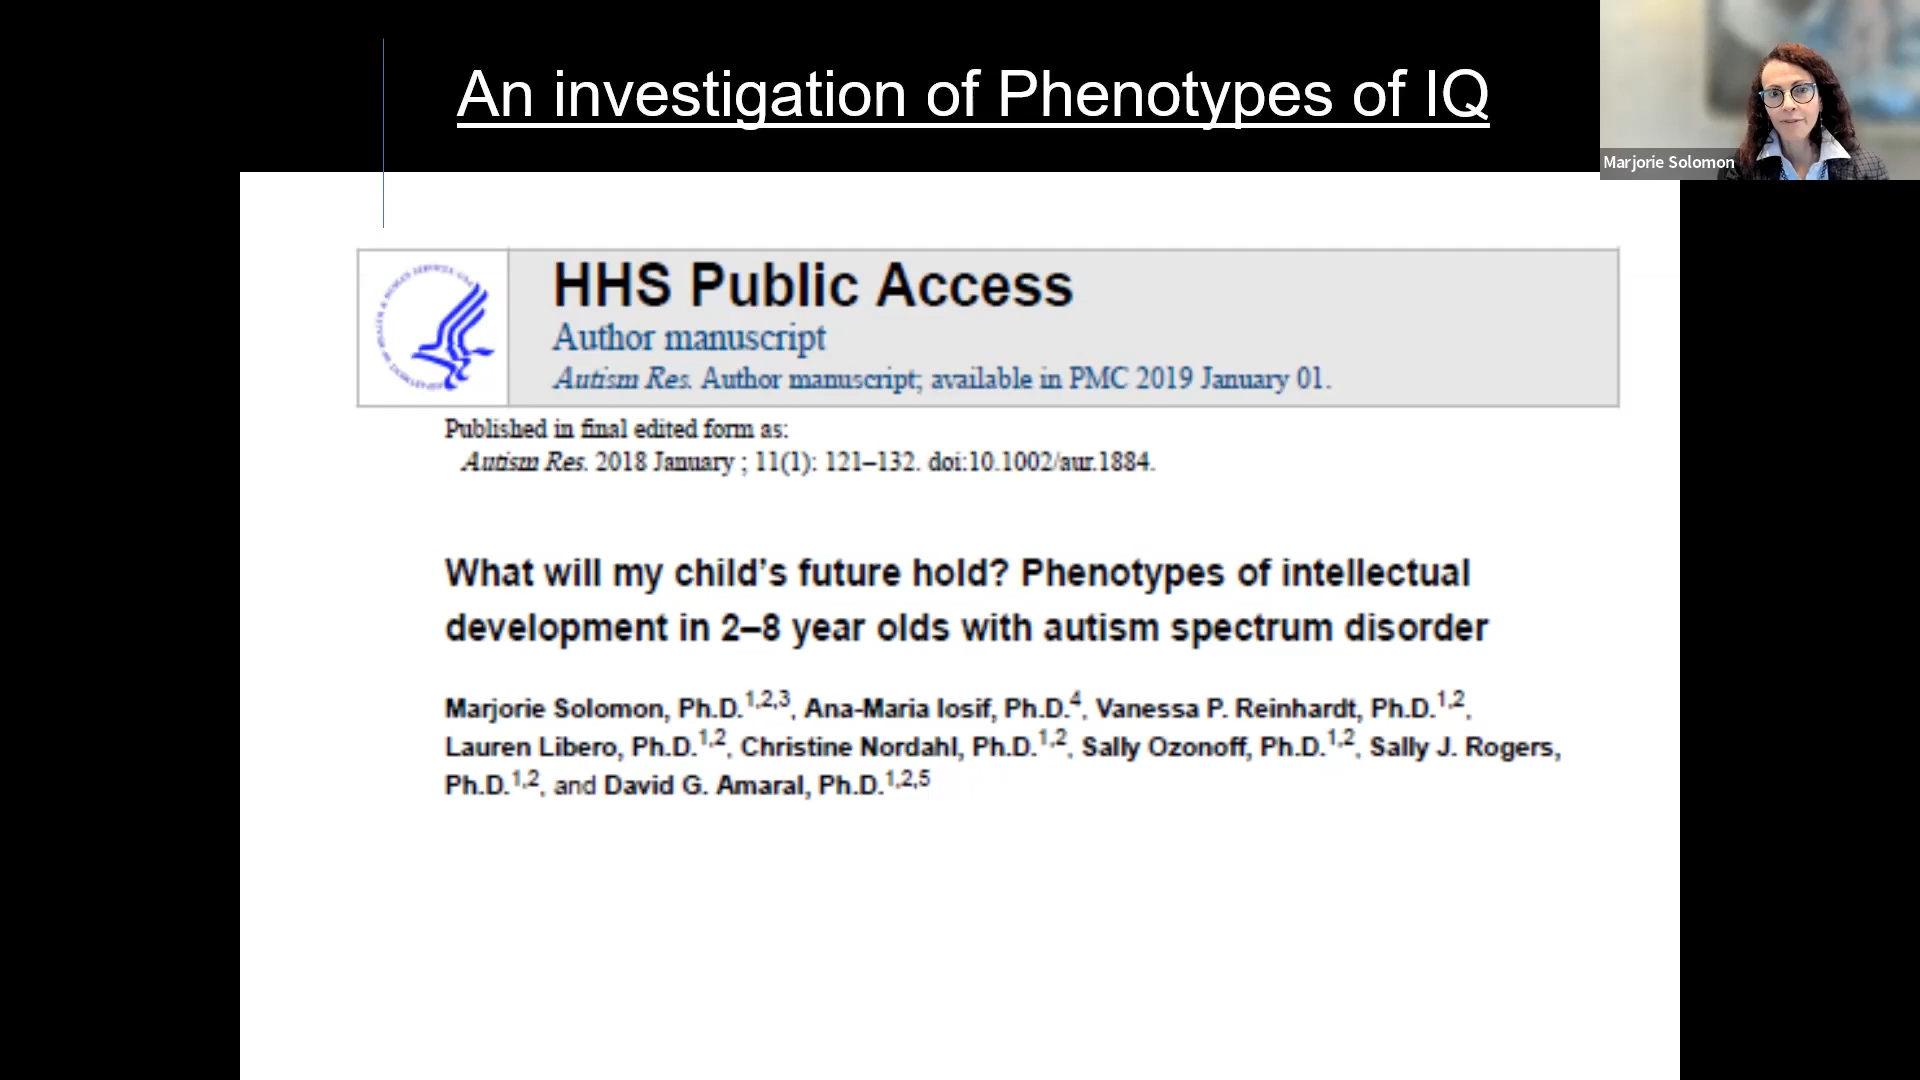 An investigation of Phenotypes of IQ
Marjorie Solomon
HHS Public Access
Author manuscript
Autism Res. Author manuscript; available in PMC 2019 January 01.
Published in final edited form as:
Autism Res. 2018 January ; 11(1): 121–132. doi:10.1002/aur.1884.
What will my child’s future hold? Phenotypes of intellectual
development in 2–8 year olds with autism spectrum disorder
Marjorie Solomon, Ph.D.1,2,3, Ana-Maria Iosif, Ph.D.4, Vanessa P. Reinhardt, Ph.D.1,2,
Lauren Libero, Ph.D.1,2, Christine Nordahl, Ph.D.1,2, Sally Ozonoff, Ph.D.1,2, Sally J. Rogers,
Ph.D.1,2, and David G. Amaral, Ph.D.1,2,5